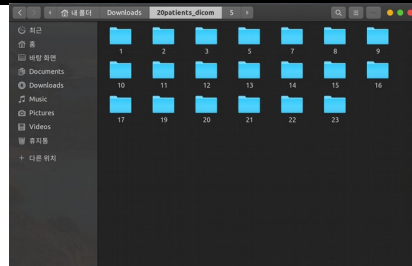 내 폴더 Downloads 20patients_dicom 5
최근
홈
바탕 화면
Documents
Downloads
Music
Pictures
Videos
휴지통
+ 다른 위치
1 2 3 5 7 8 9
10 11 12 13 14 15 16
17 19 20 21 22 23